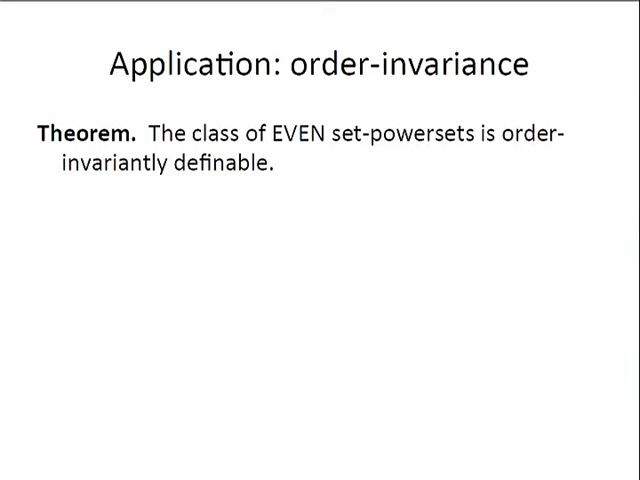 Application: order-invariance
Theorem. The class of EVEN set-powersets is order-
invariantly definable.